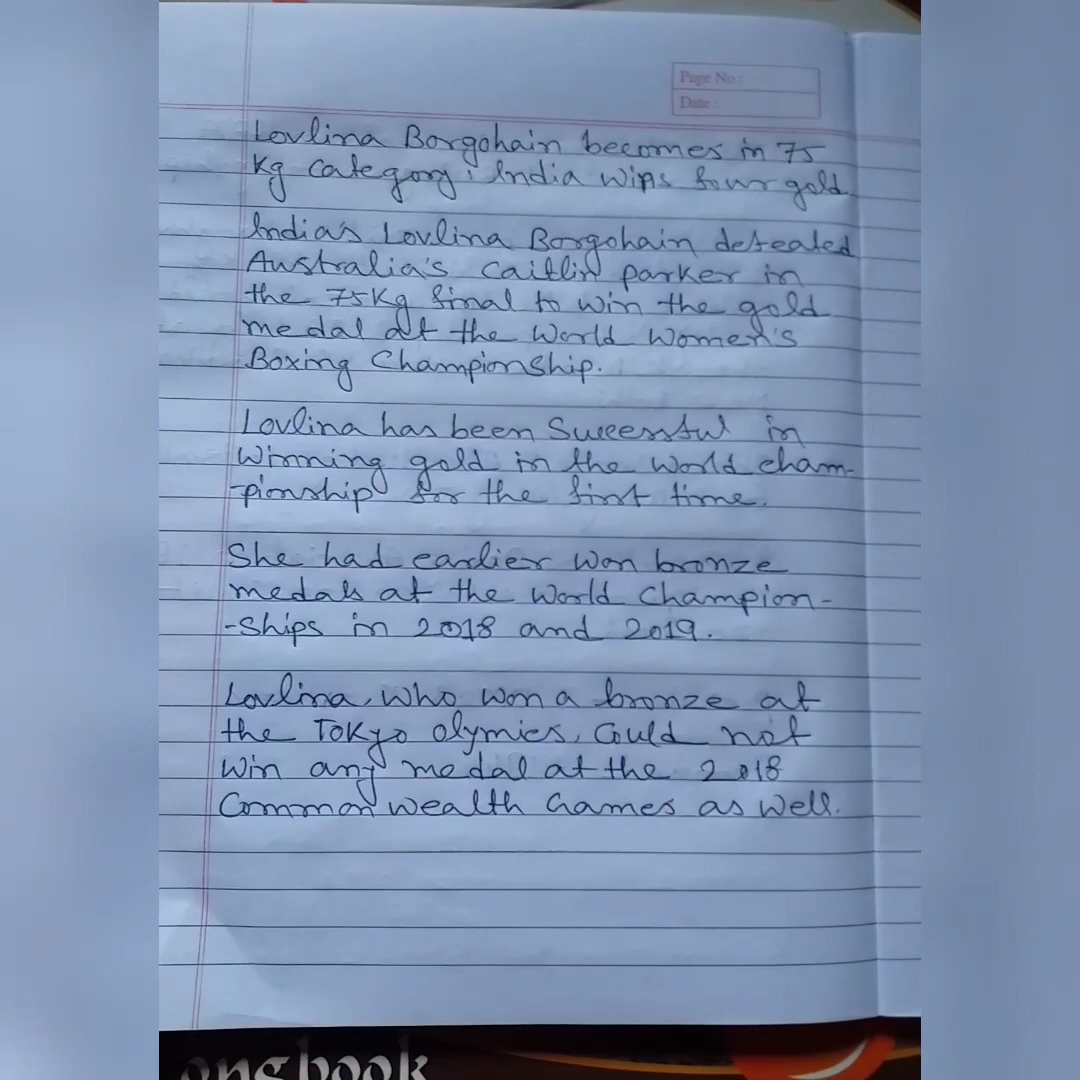 Page No :
Date :
Lovlina Borgohain becomes in 75
Kg category : India wins four gold
India's Lovlina Borgohain defeated
Australia's Caitlin parker in
the 75Kg final to win the gold
medal at the World Women's
Boxing Championship.
Lovlina has been Successful in
Winning gold in the World cham-
-pionship for the first time.
She had earlier won bronze
medals at the World Champion-
-Ships in 2018 and 2019.
Lovlina, who won a bronze at
the Tokyo Olymics, Could not
Win any medal at the 2018
Common wealth Games as well.
ongbook